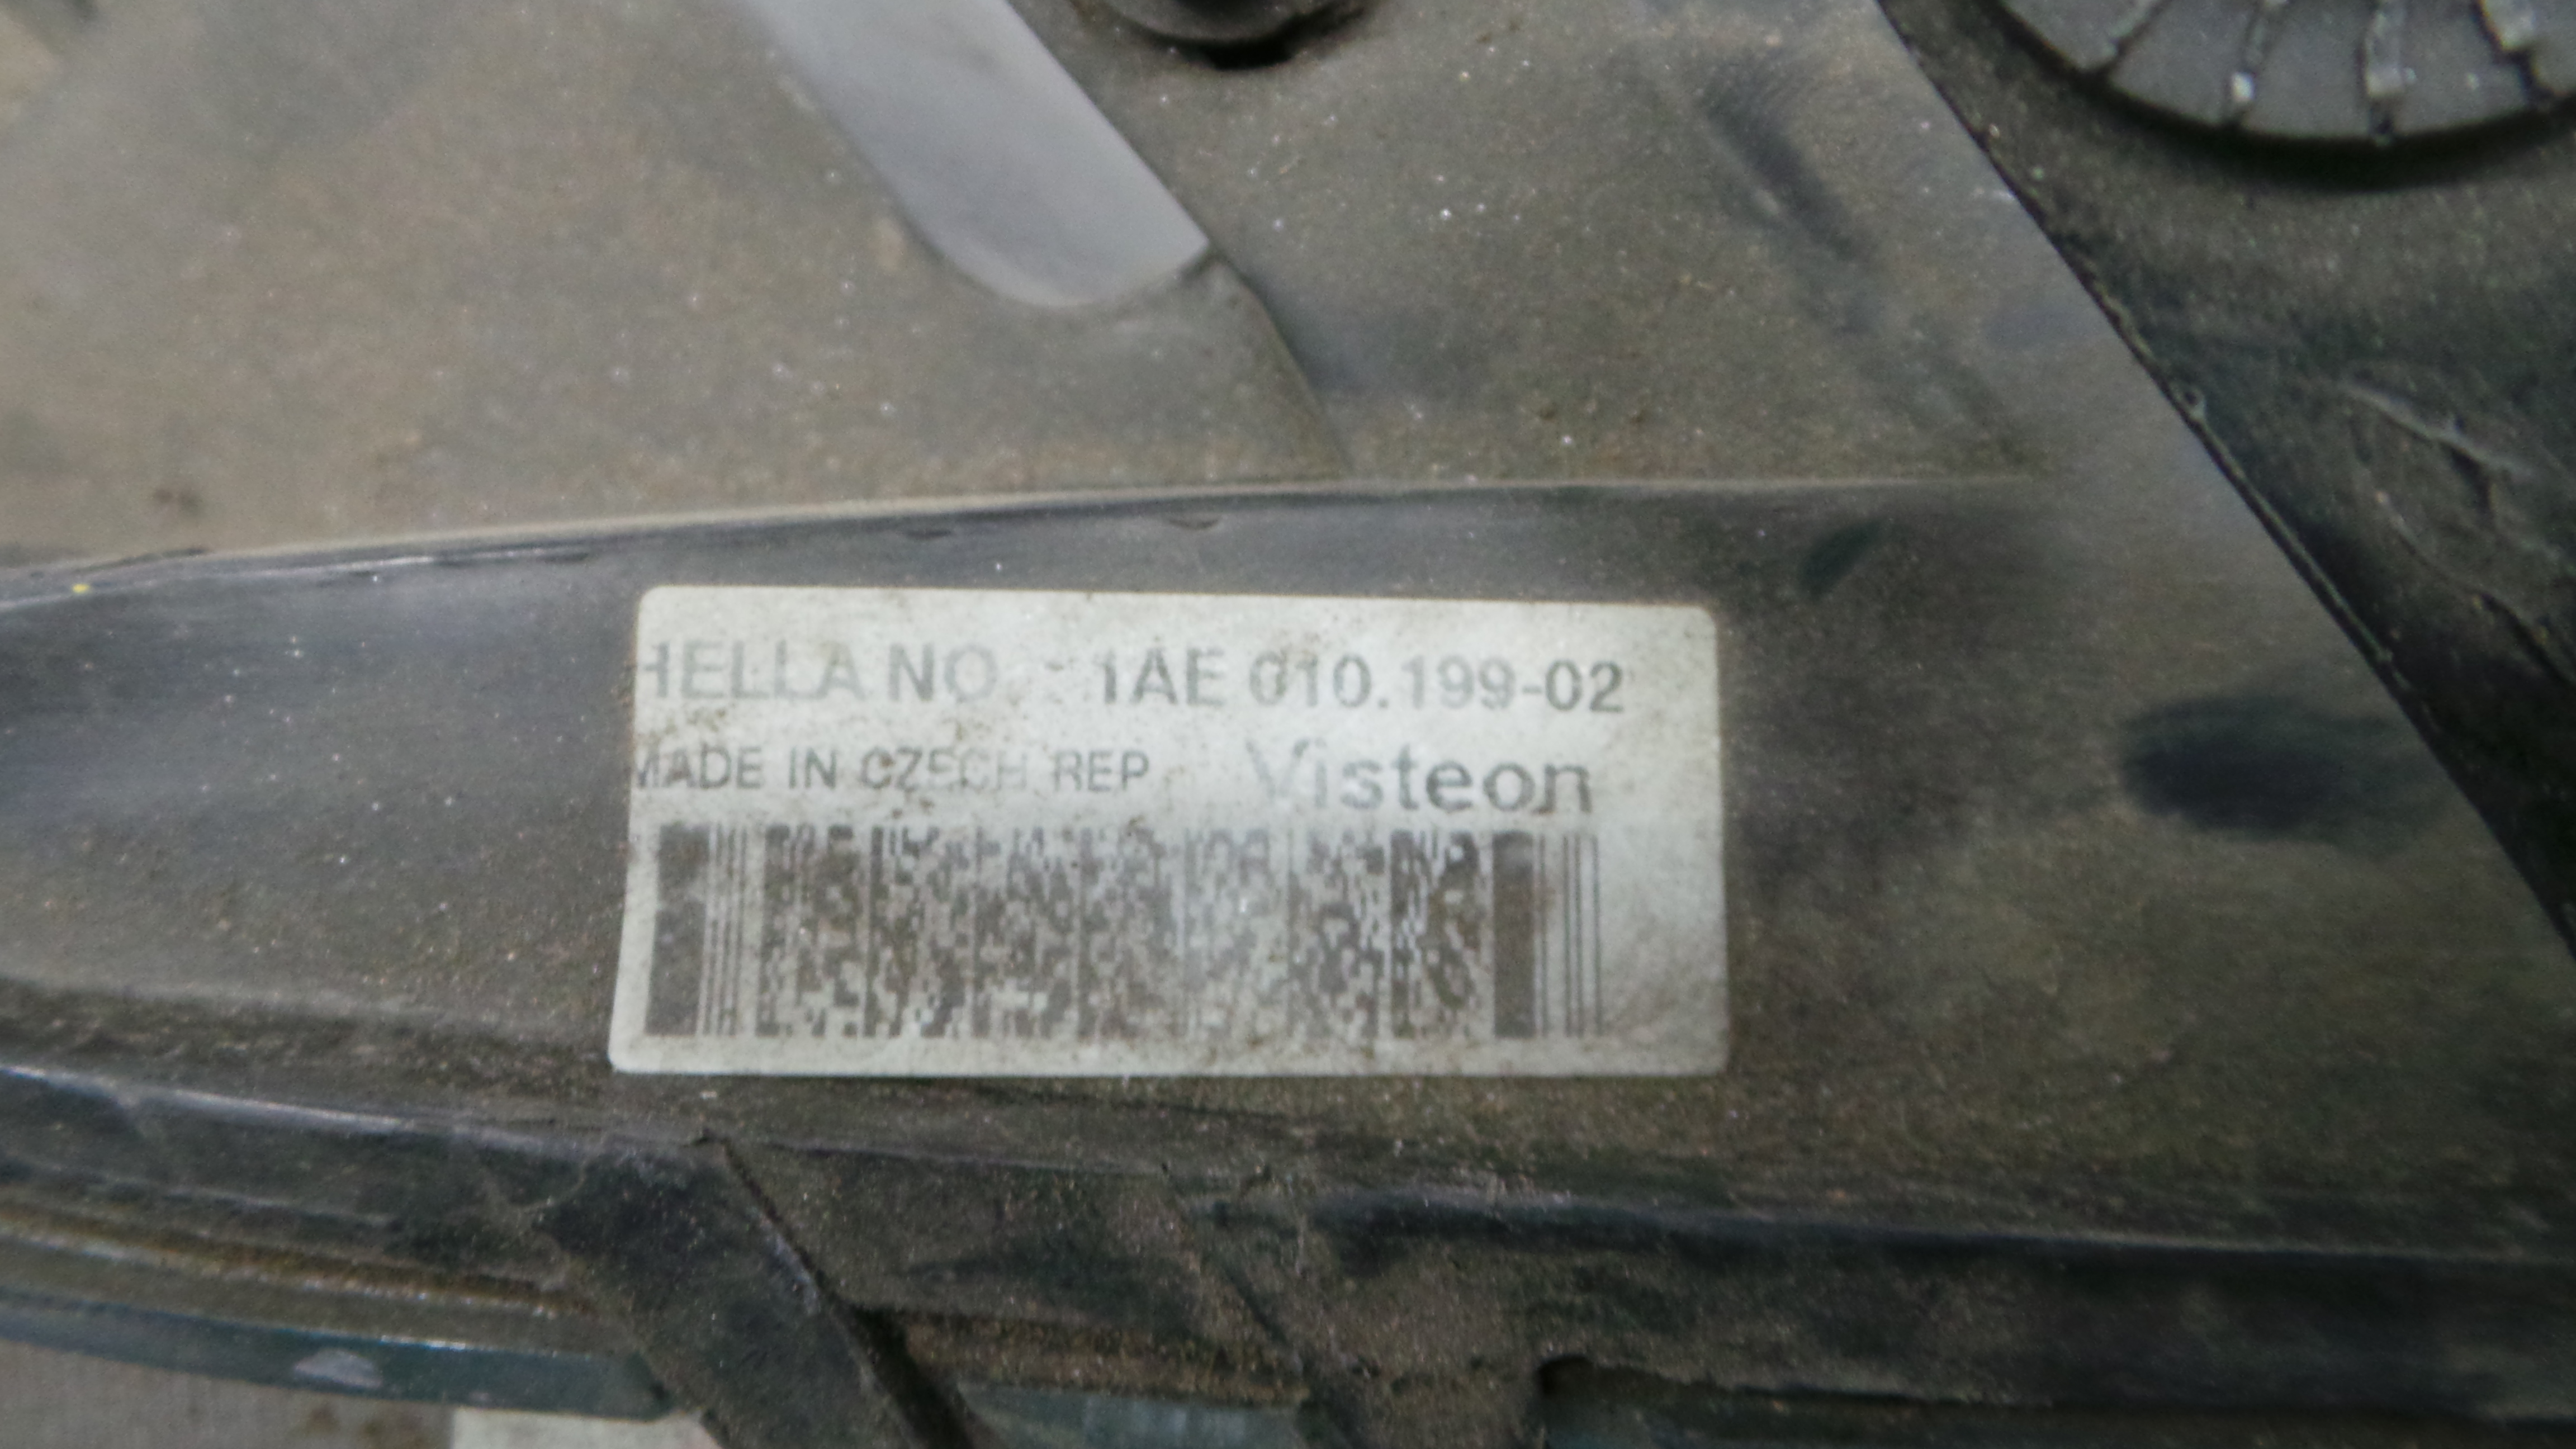 HELLA NO : 1AE 010.199-02
MADE IN CZECH REP Visteon